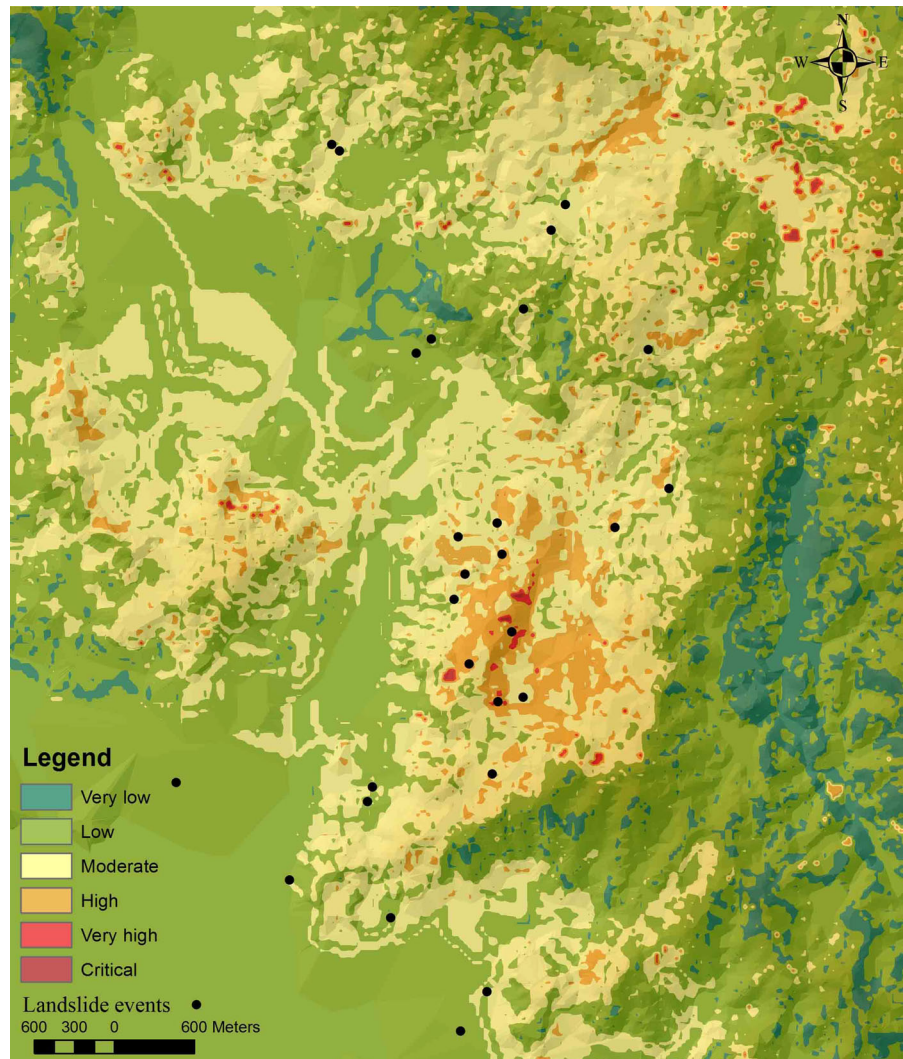 N
W E
S
Legend
Very low
Low
Moderate
High
Very high
Critical
Landslide events
600 300 0 600 Meters